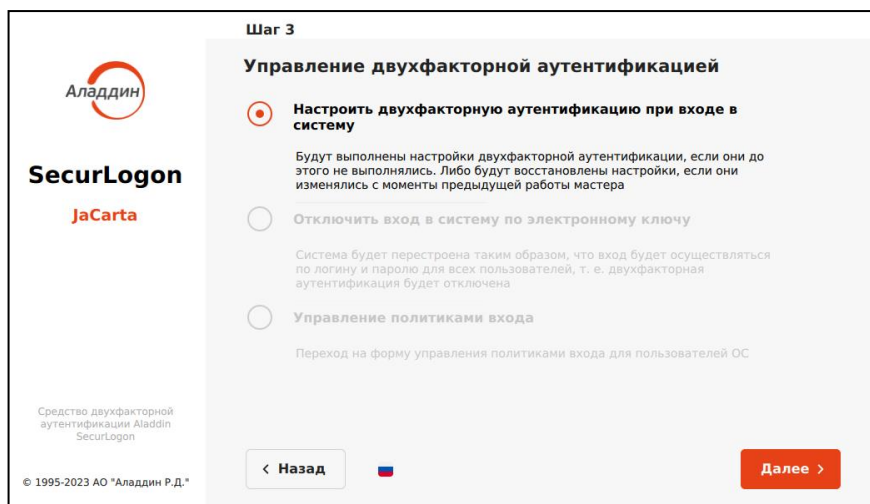 Шаг 3
Аладдин
SecurLogon
JaCarta
Средство двухфакторной
аутентификации Aladdin
SecurLogon
© 1995-2023 АО "Аладдин Р.Д."
Управление двухфакторной аутентификацией
Настроить двухфакторную аутентификацию при входе в
систему
Будут выполнены настройки двухфакторной аутентификации, если они до
этого не выполнялись. Либо будут восстановлены настройки, если они
изменялись с моменты предыдущей работы мастера
Отключить вход в систему по электронному ключу
Система будет перестроена таким образом, что вход будет осуществляться
по логину и паролю для всех пользователей, т. е. двухфакторная
аутентификация будет отключена
Управление политиками входа
Переход на форму управления политиками входа для пользователей ОС
Назад
Далее